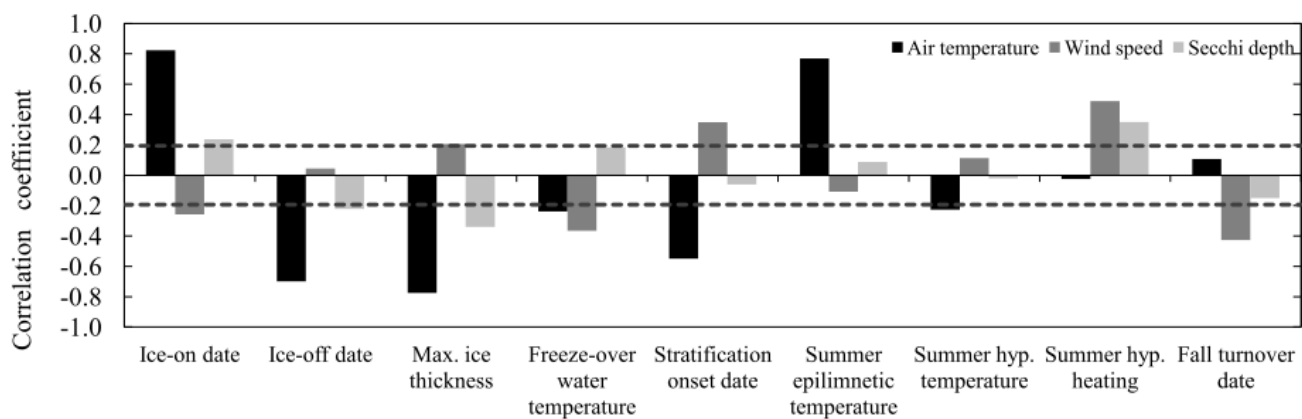 1.0
0.8
0.6
0.4
0.2
0.0
-0.2
-0.4
-0.6
-0.8
-1.0
Correlation coeffiicient
Air temperature Wind speed Secchi depth
Ice-on date
Ice-off date
Max. ice
thickness
Freeze-over
water
temperature
Stratification
onset date
Summer
epilimnetic
temperature
Summer hyp.
temperature
Summer hyp.
heating
Fall turnover
date